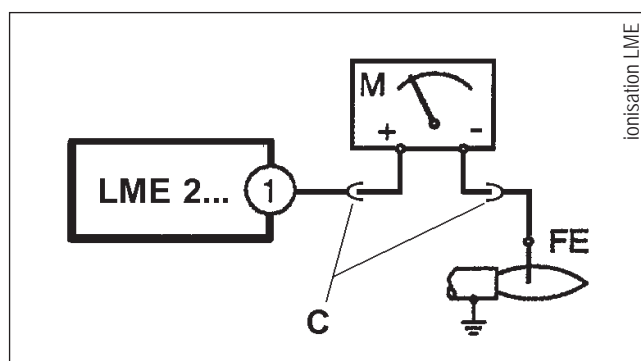 ionisation LME
M
+ -
LME 2... 1
FE
C